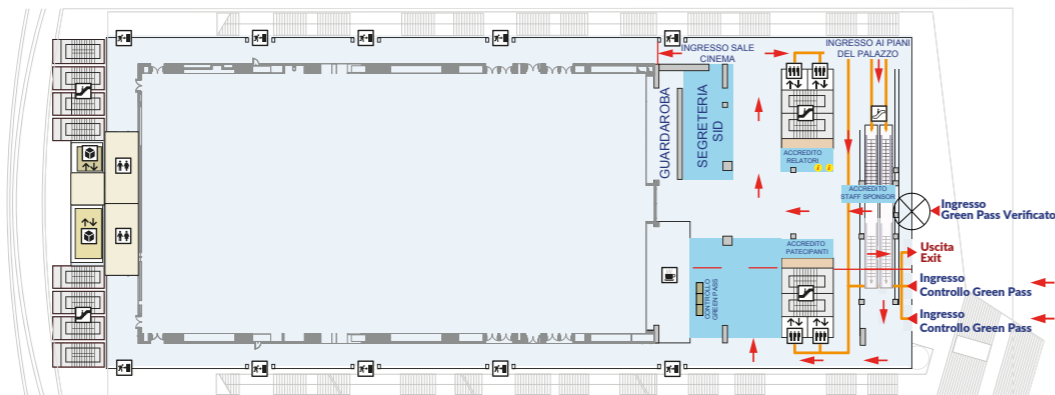 INGRESSO SALE
CINEMA
INGRESSO AI PIANI
DEL PALAZZO
GUARDAROBA
SEGRETERIA
SID
ACCREDITO
RELATORI
ACCREDITO
STAFF SPONSOR
Ingresso
Green Pass Verificato
ACCREDITO
PATECIPANTI
Uscita
Exit
CONTROLLO
GREEN PASS
Ingresso
Controllo Green Pass
Ingresso
Controllo Green Pass